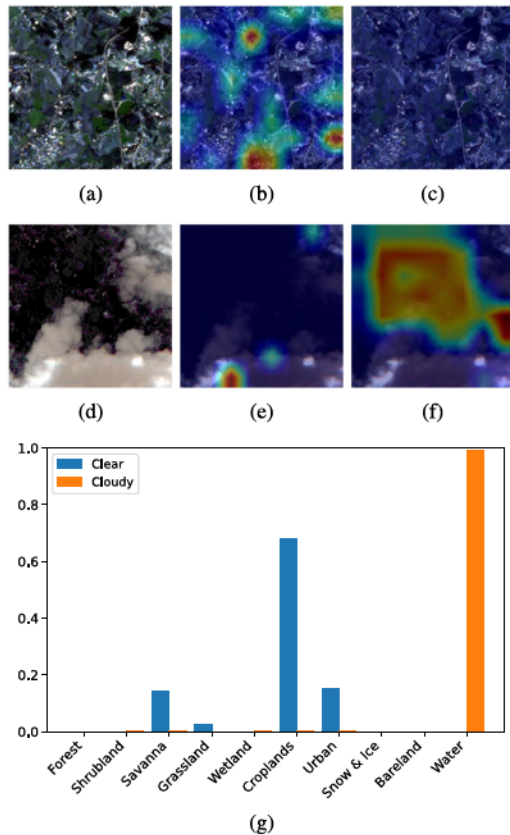 (a) (b) (c)
(d) (e) (f)
1.0
Clear
Cloudy
0.8
0.6
0.4
0.2
0.0
Forest
Shrubland
Savanna
Grassland
Wetland
Croplands
Urban
Snow & Ice
Bareland
Water
(g)